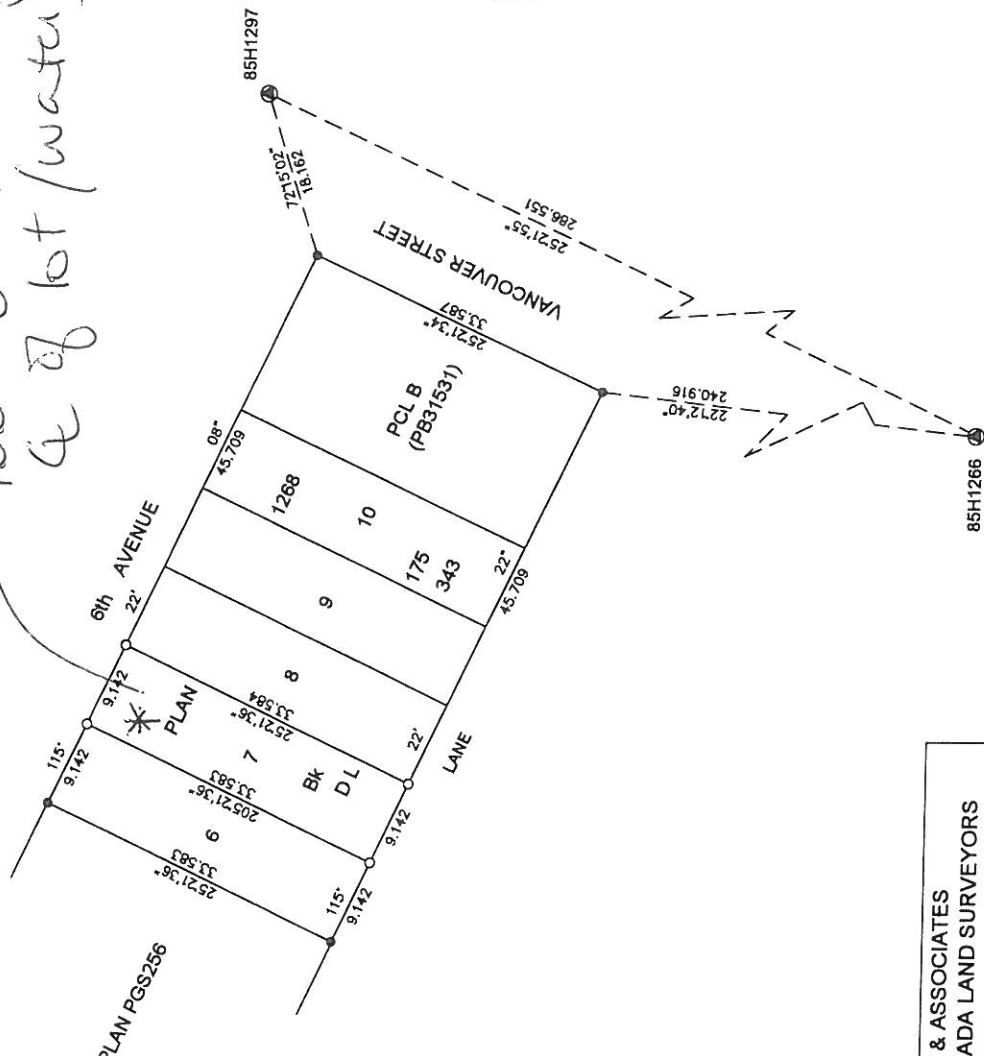 ℄ of lot / water
85H1297
72°15'02"
18.162
6th AVENUE
VANCOUVER STREET
25°21'55"
286.551
08"
45.709
PCL B
(PB31531)
25°21'34"
33.587
1268
10
175
343
22'
9
9.142
PLAN
8
25°21'36"
33.584
22"
45.709
22°12'40"
240.916
115°
9.142
7
Bk
D L
205°21'36"
33.583
22'
LANE
6
25°21'36"
33.583
9.142
115°
9.142
85H1266
PLAN PGS256
& ASSOCIATES
ADA LAND SURVEYORS